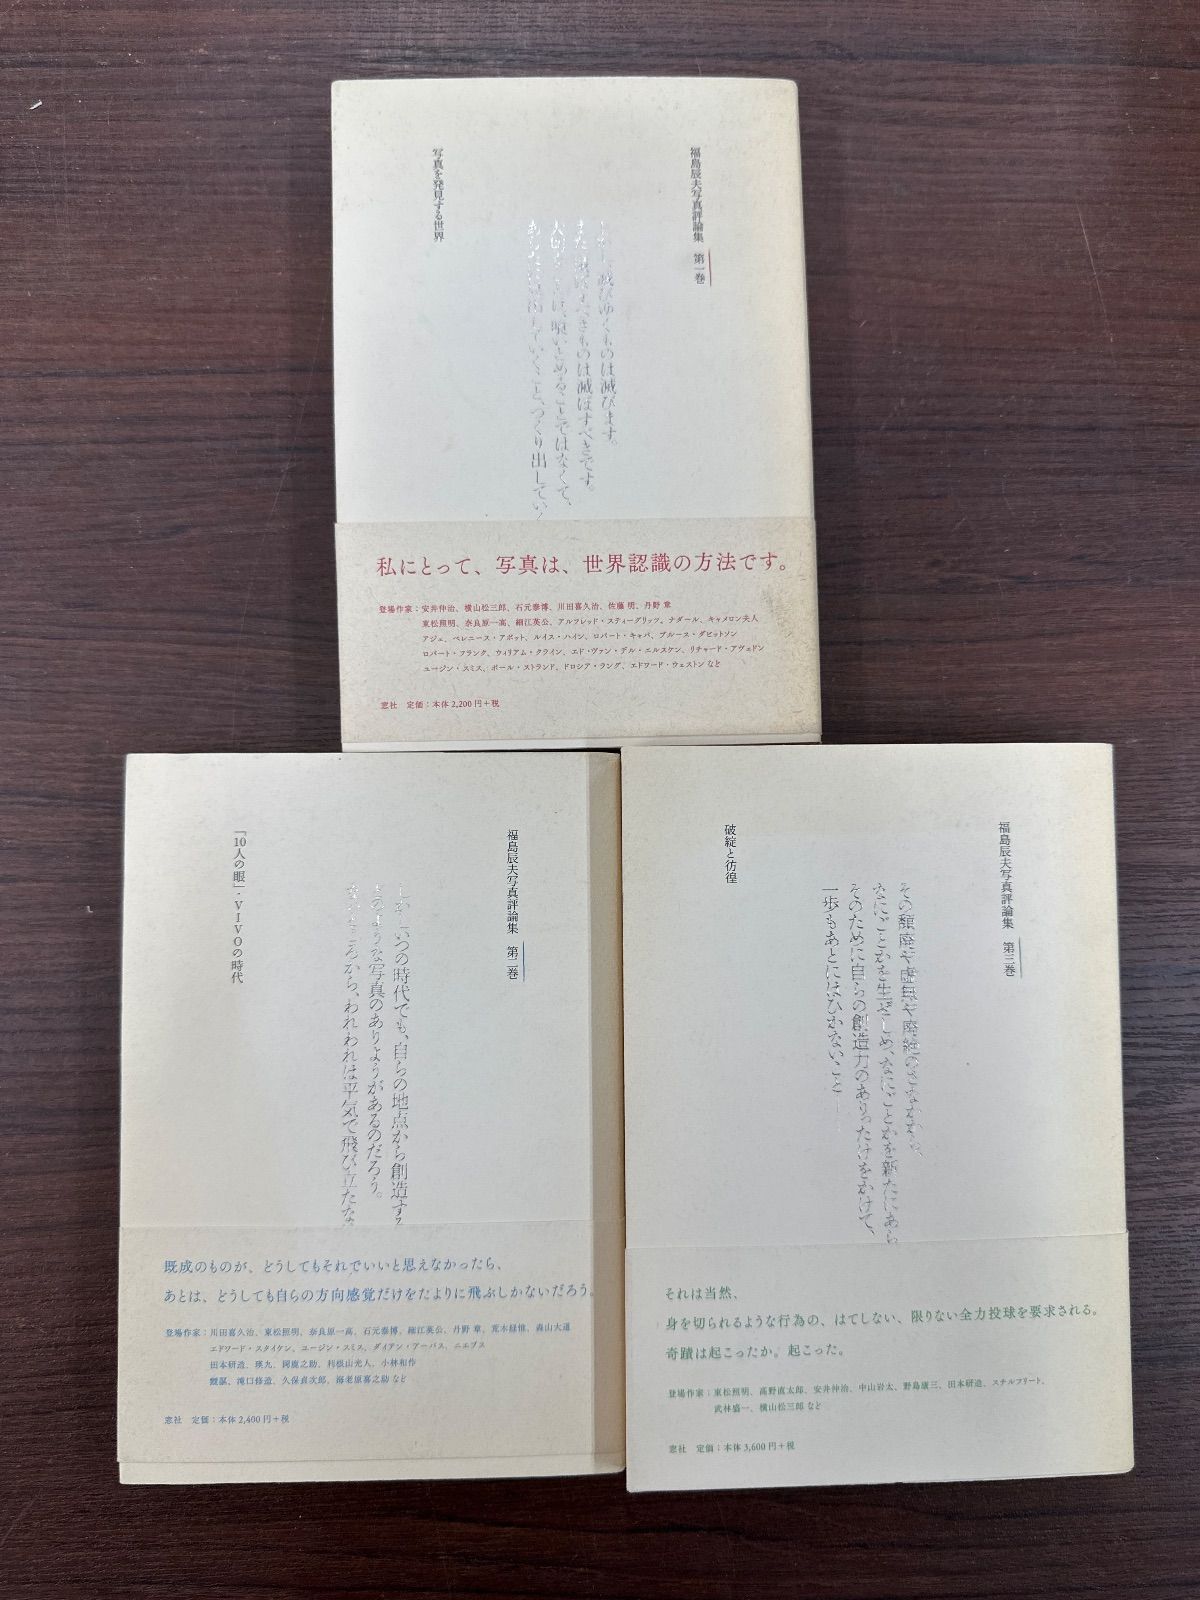 福島辰夫写真評論集 第一巻
滅びゆくものは滅びます。
べきものは滅ぼすべきです。
喰いとめることではなくて、
つくり出してい
写真を発見する世界
私にとって、写真は、世界認識の方法です。
登場作家：安井仲治、横山松三郎、石元泰博、川田喜久治、佐藤 明、丹野 章
東松照明、奈良原一高、細江英公、アルフレッド・スティーグリッツ、ナダール、キャメロン夫人
アジェ、ベレニース・アボット、ルイス・ハイン、ロバート・キャパ、ブルース・ダビットソン
ロバート・フランク、ウィリアム・クライン、エド・ヴァン・デル・エルスケン、リチャード・アヴェドン
ユージン・スミス、ポール・ストランド、ドロシア・ラング、エドワード・ウェストン など
窓社 定価：本体 2,200 円＋税
福島辰夫写真評論集 第二巻
いつの時代でも、自らの地点から創造する
のような写真のありようがあるのだろう。
ころから、われわれは平気で飛び立たな
「10人の眼」・VIVOの時代
既成のものが、どうしてもそれでいいと思えなかったら、
あとは、どうしても自らの方向感覚だけをたよりに飛ぶしかないだろう。
登場作家：川田喜久治、東松照明、奈良原一高、石元泰博、細江英公、丹野 章、荒木経惟、森山大道
エドワード・スタイケン、ユージン・スミス、ダイアン・アーバス、ニエプス
田本研造、瑛九、岡鹿之助、利根山光人、小林和作
靉嘔、滝口修造、久保貞次郎、海老原喜之助 など
窓社 定価：本体 2,400 円＋税
福島辰夫写真評論集 第三巻
その頽廃や虚無や廃絶のさなかから、
なにごとかを生ぜしめ、なにごとかを新たにあら
そのために自らの創造力のありったけをかけて、
一歩もあとにはひかないこと――
破綻と彷徨
それは当然、
身を切られるような行為の、はてしない、限りない全力投球を要求される。
奇蹟は起こったか。起こった。
登場作家：東松照明、高野直太郎、安井仲治、中山岩太、野島康三、田本研造、スチルフリート、
武林盛一、横山松三郎 など
窓社 定価：本体 3,600 円＋税